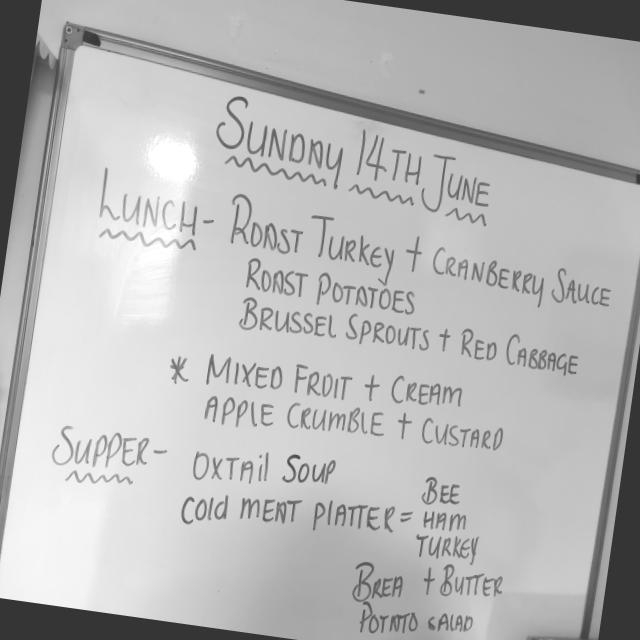 SUNDAY 14TH JUNE
LUNCH - ROAST TURKEY + CRANBERRY SAUCE
ROAST POTATOES
BRUSSEL SPROUTS + RED CABBAGE
* MIXED FRUIT + CREAM
APPLE CRUMBLE + CUSTARD
SUPPER - OXTAil SOUP
BEE
COld MENT PlATTER = HAM
TURKEY
BREA + BUTTER
POTATO SALAD